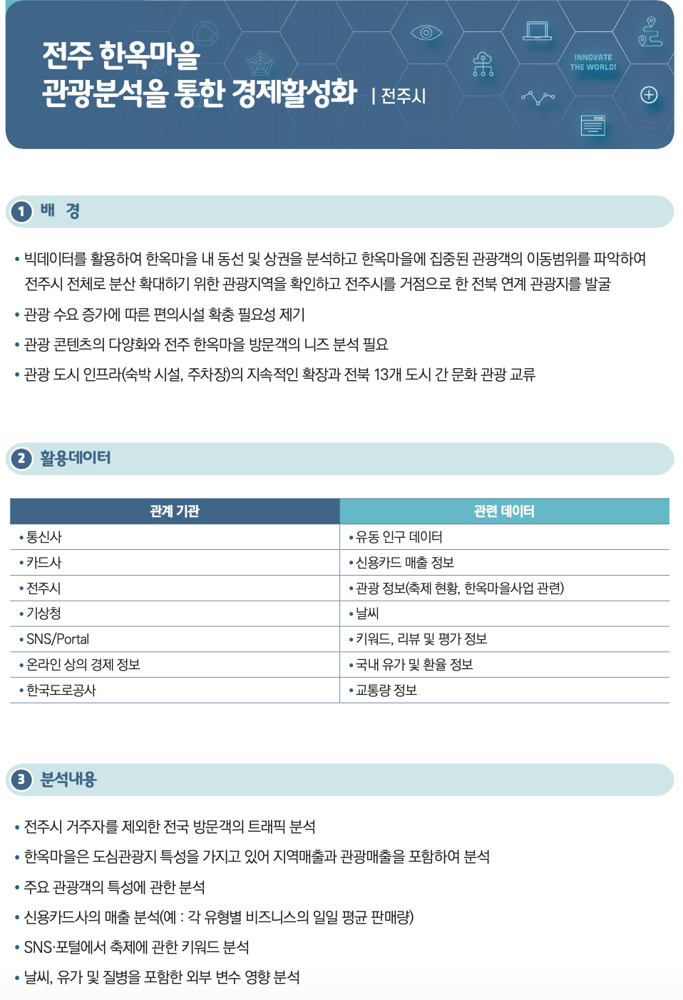 전주 한옥마을
관광분석을 통한 경제활성화 | 전주시
INNOVATE
THE WORLD!
1 배 경
• 빅데이터를 활용하여 한옥마을 내 동선 및 상권을 분석하고 한옥마을에 집중된 관광객의 이동범위를 파악하여
전주시 전체로 분산 확대하기 위한 관광지역을 확인하고 전주시를 거점으로 한 전북 연계 관광지를 발굴
• 관광 수요 증가에 따른 편의시설 확충 필요성 제기
• 관광 콘텐츠의 다양화와 전주 한옥마을 방문객의 니즈 분석 필요
• 관광 도시 인프라(숙박 시설, 주차장)의 지속적인 확장과 전북 13개 도시 간 문화 관광 교류
2 활용데이터
관계 기관 관련 데이터
• 통신사 • 유동 인구 데이터
• 카드사 • 신용카드 매출 정보
• 전주시 • 관광 정보(축제 현황, 한옥마을사업 관련)
• 기상청 • 날씨
• SNS/Portal • 키워드, 리뷰 및 평가 정보
• 온라인 상의 경제 정보 • 국내 유가 및 환율 정보
• 한국도로공사 • 교통량 정보
3 분석내용
• 전주시 거주자를 제외한 전국 방문객의 트래픽 분석
• 한옥마을은 도심관광지 특성을 가지고 있어 지역매출과 관광매출을 포함하여 분석
• 주요 관광객의 특성에 관한 분석
• 신용카드사의 매출 분석(예 : 각 유형별 비즈니스의 일일 평균 판매량)
• SNS·포털에서 축제에 관한 키워드 분석
• 날씨, 유가 및 질병을 포함한 외부 변수 영향 분석